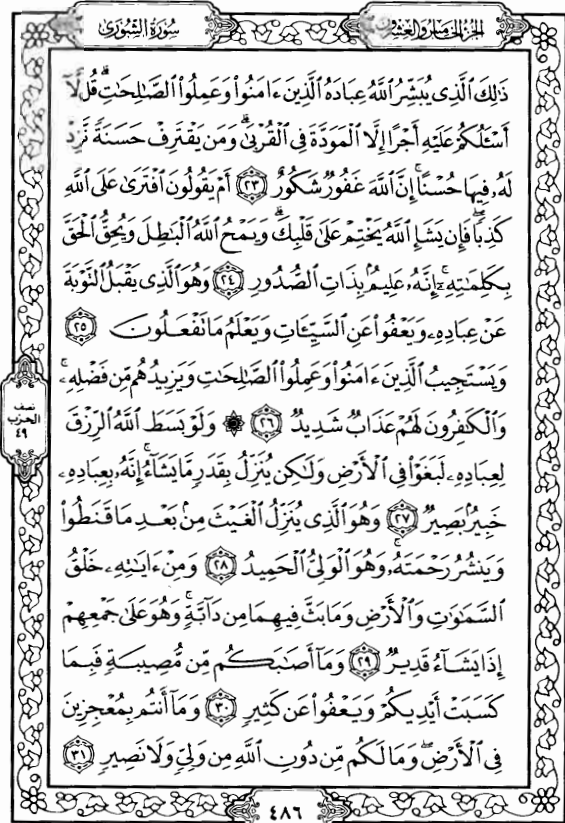 الجزء الخامس والعشرون
سورة الشورى
ذَٰلِكَ ٱلَّذِى يُبَشِّرُ ٱللَّهُ عِبَادَهُ ٱلَّذِينَ ءَامَنُوا۟ وَعَمِلُوا۟ ٱلصَّٰلِحَٰتِ ۗ قُل لَّآ
أَسْـَٔلُكُمْ عَلَيْهِ أَجْرًا إِلَّا ٱلْمَوَدَّةَ فِى ٱلْقُرْبَىٰ ۗ وَمَن يَقْتَرِفْ حَسَنَةً نَّزِدْ
لَهُۥ فِيهَا حُسْنًا ۚ إِنَّ ٱللَّهَ غَفُورٌ شَكُورٌ ٢٣ أَمْ يَقُولُونَ ٱفْتَرَىٰ عَلَى ٱللَّهِ
كَذِبًا ۖ فَإِن يَشَإِ ٱللَّهُ يَخْتِمْ عَلَىٰ قَلْبِكَ ۗ وَيَمْحُ ٱللَّهُ ٱلْبَٰطِلَ وَيُحِقُّ ٱلْحَقَّ
بِكَلِمَٰتِهِۦٓ ۚ إِنَّهُۥ عَلِيمٌۢ بِذَاتِ ٱلصُّدُورِ ٢٤ وَهُوَ ٱلَّذِى يَقْبَلُ ٱلتَّوْبَةَ
عَنْ عِبَادِهِۦ وَيَعْفُوا۟ عَنِ ٱلسَّيِّـَٔاتِ وَيَعْلَمُ مَا تَفْعَلُونَ ٢٥
وَيَسْتَجِيبُ ٱلَّذِينَ ءَامَنُوا۟ وَعَمِلُوا۟ ٱلصَّٰلِحَٰتِ وَيَزِيدُهُم مِّن فَضْلِهِۦ ۚ
وَٱلْكَٰفِرُونَ لَهُمْ عَذَابٌ شَدِيدٌ ٢٦ ۞ وَلَوْ بَسَطَ ٱللَّهُ ٱلرِّزْقَ
لِعِبَادِهِۦ لَبَغَوْا۟ فِى ٱلْأَرْضِ وَلَٰكِن يُنَزِّلُ بِقَدَرٍ مَّا يَشَآءُ ۚ إِنَّهُۥ بِعِبَادِهِۦ
خَبِيرٌۢ بَصِيرٌ ٢٧ وَهُوَ ٱلَّذِى يُنَزِّلُ ٱلْغَيْثَ مِنۢ بَعْدِ مَا قَنَطُوا۟
وَيَنشُرُ رَحْمَتَهُۥ ۚ وَهُوَ ٱلْوَلِىُّ ٱلْحَمِيدُ ٢٨ وَمِنْ ءَايَٰتِهِۦ خَلْقُ
ٱلسَّمَٰوَٰتِ وَٱلْأَرْضِ وَمَا بَثَّ فِيهِمَا مِن دَآبَّةٍ ۚ وَهُوَ عَلَىٰ جَمْعِهِمْ
إِذَا يَشَآءُ قَدِيرٌ ٢٩ وَمَآ أَصَٰبَكُم مِّن مُّصِيبَةٍ فَبِمَا
كَسَبَتْ أَيْدِيكُمْ وَيَعْفُوا۟ عَن كَثِيرٍ ٣٠ وَمَآ أَنتُم بِمُعْجِزِينَ
فِى ٱلْأَرْضِ ۖ وَمَا لَكُم مِّن دُونِ ٱللَّهِ مِن وَلِىٍّ وَلَا نَصِيرٍ ٣١
نصف
الحزب
٤٩
٤٨٦